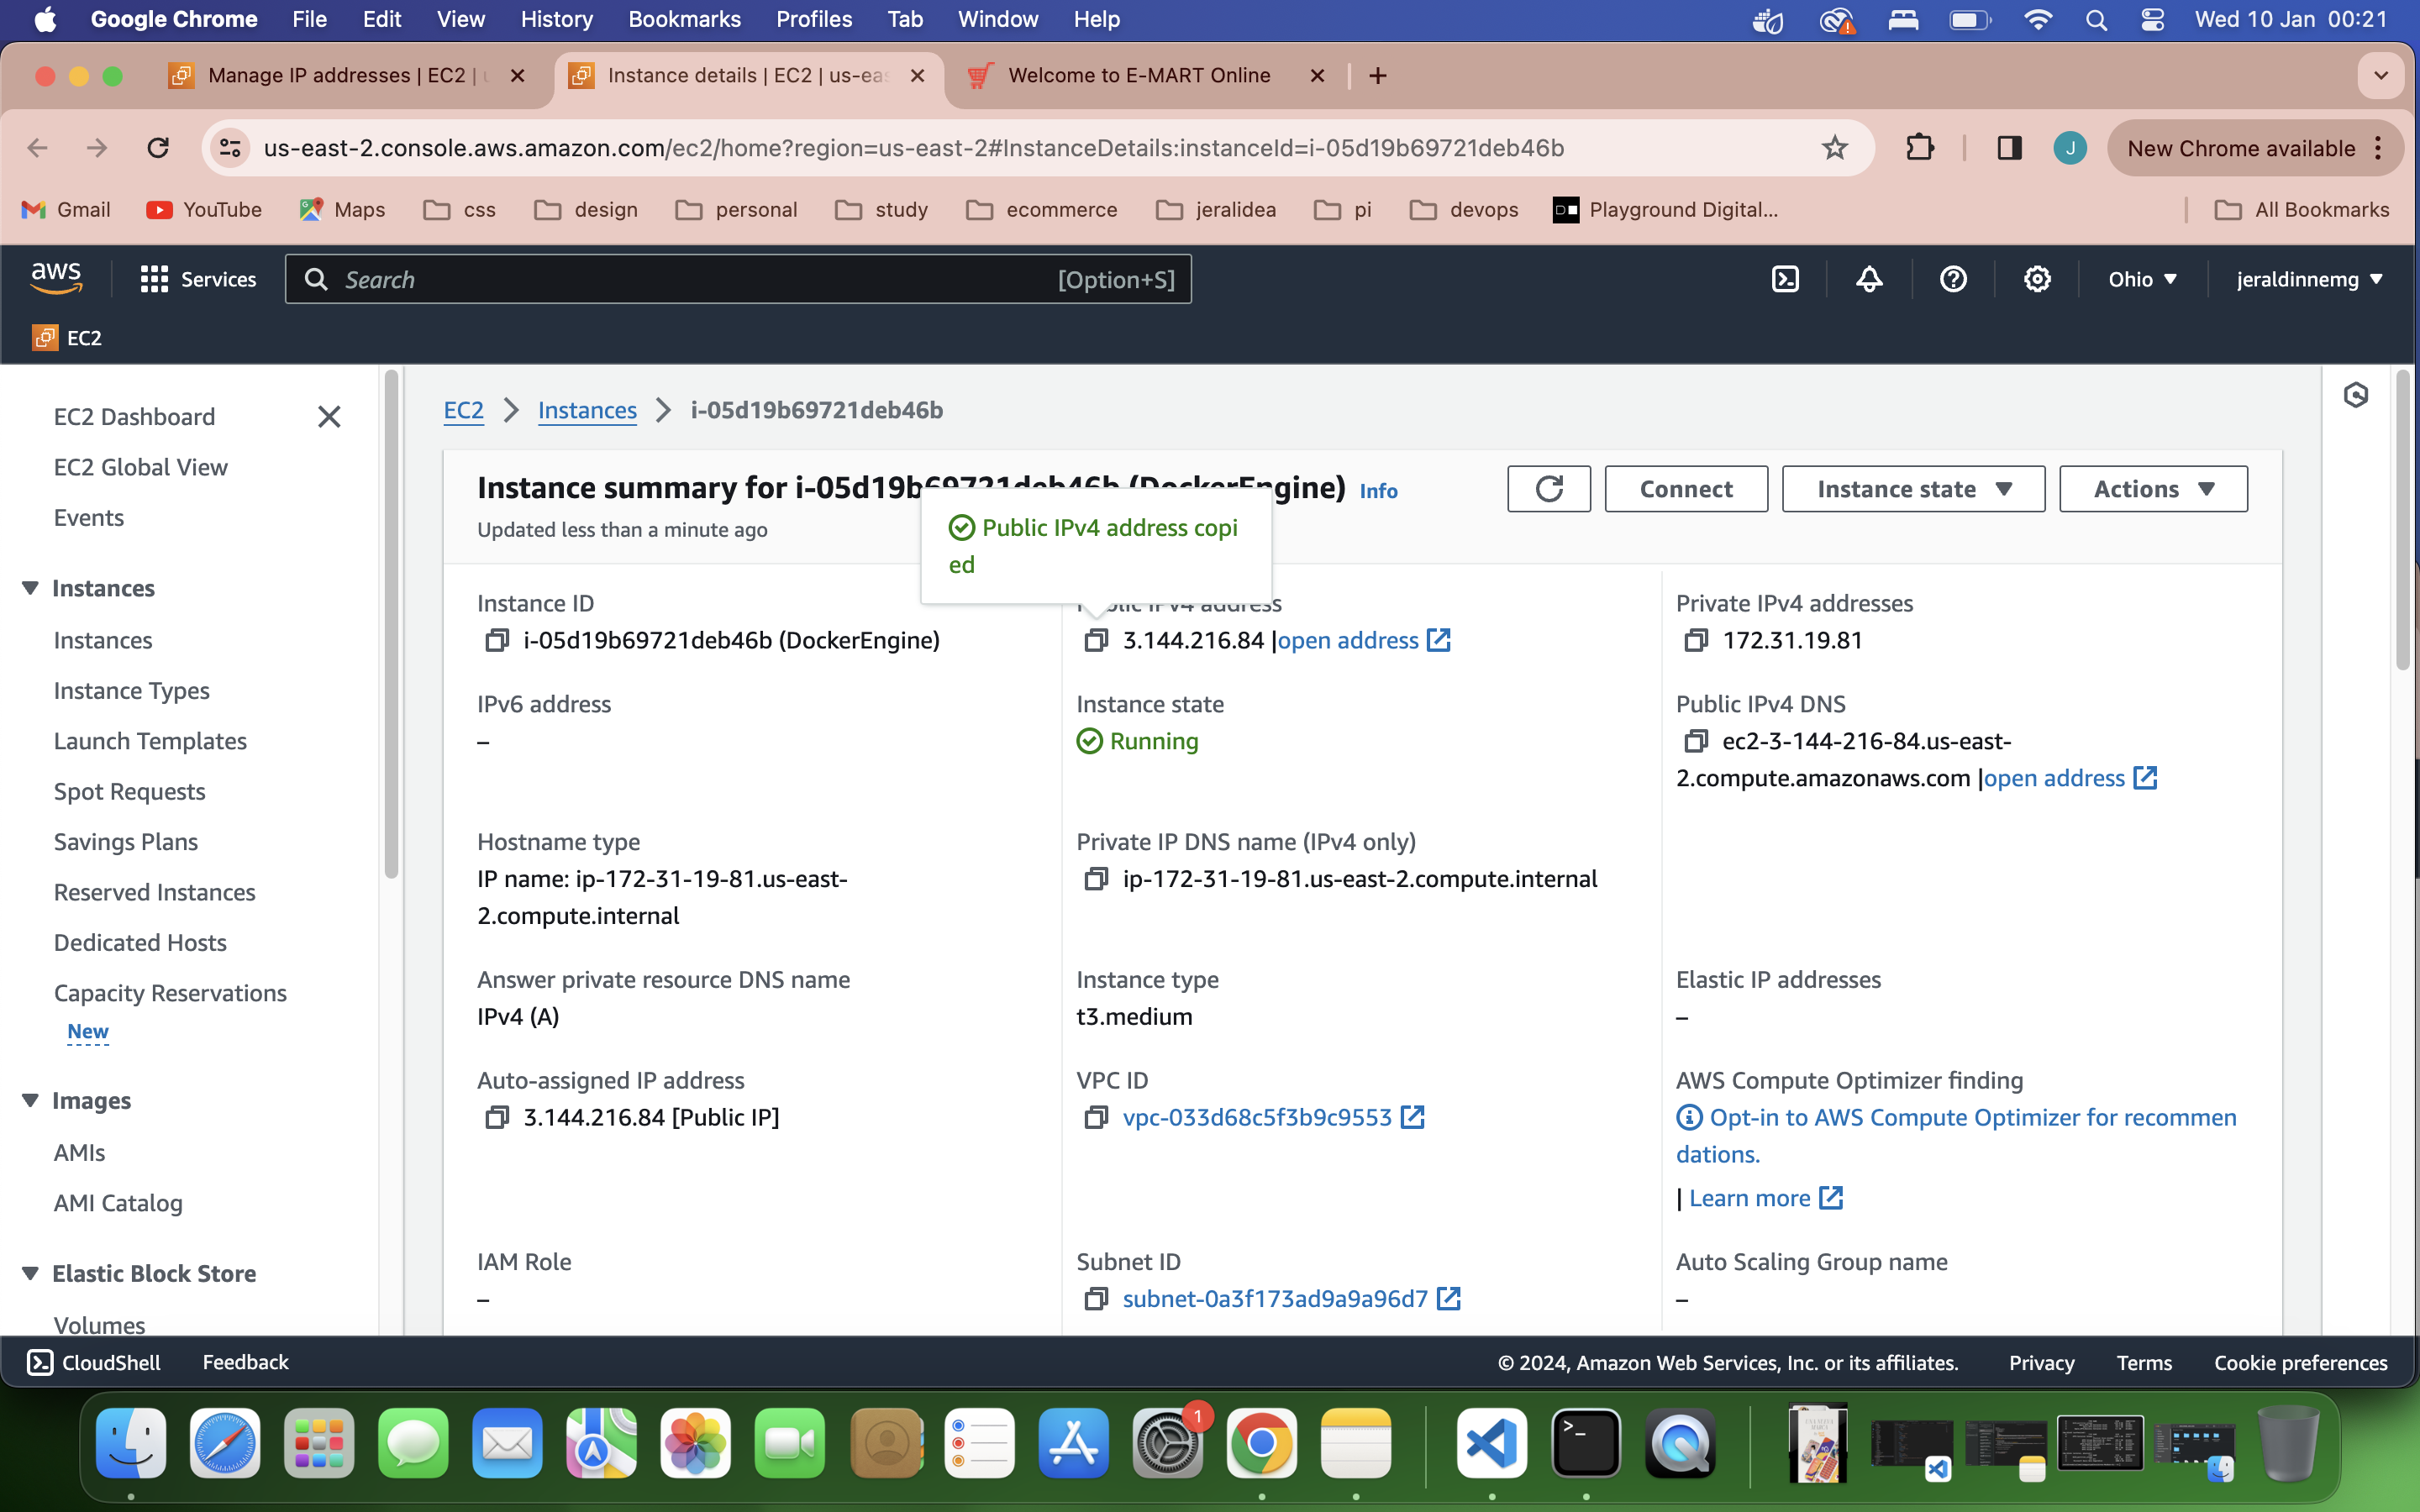 Google Chrome File Edit View History Bookmarks Profiles Tab Window Help Wed 10 Jan 00:21
Manage IP addresses | EC2 | Instance details | EC2 | us-eas Welcome to E-MART Online
us-east-2.console.aws.amazon.com/ec2/home?region=us-east-2#InstanceDetails:instanceId=i-05d19b69721deb46b J New Chrome available
Gmail YouTube Maps css design personal study ecommerce jeralidea pi devops Playground Digital... All Bookmarks
aws Services Search [Option+S] Ohio jeraldinnemg
EC2
EC2 Dashboard
EC2 Global View
Events
Instances
Instances
Instance Types
Launch Templates
Spot Requests
Savings Plans
Reserved Instances
Dedicated Hosts
Capacity Reservations
New
Images
AMIs
AMI Catalog
Elastic Block Store
Volumes
EC2 Instances i-05d19b69721deb46b
Instance summary for i-05d19b69721deb46b (DockerEngine) Info
Connect Instance state Actions
Updated less than a minute ago
Public IPv4 address copi
ed
Instance ID
i-05d19b69721deb46b (DockerEngine)
Public IPv4 address
3.144.216.84 |open address
Private IPv4 addresses
172.31.19.81
IPv6 address
–
Instance state
Running
Public IPv4 DNS
ec2-3-144-216-84.us-east-
2.compute.amazonaws.com |open address
Hostname type
IP name: ip-172-31-19-81.us-east-
2.compute.internal
Private IP DNS name (IPv4 only)
ip-172-31-19-81.us-east-2.compute.internal
Answer private resource DNS name
IPv4 (A)
Instance type
t3.medium
Elastic IP addresses
–
Auto-assigned IP address
3.144.216.84 [Public IP]
VPC ID
vpc-033d68c5f3b9c9553
AWS Compute Optimizer finding
Opt-in to AWS Compute Optimizer for recommen
dations.
| Learn more
IAM Role
–
Subnet ID
subnet-0a3f173ad9a9a96d7
Auto Scaling Group name
–
CloudShell Feedback © 2024, Amazon Web Services, Inc. or its affiliates. Privacy Terms Cookie preferences
1